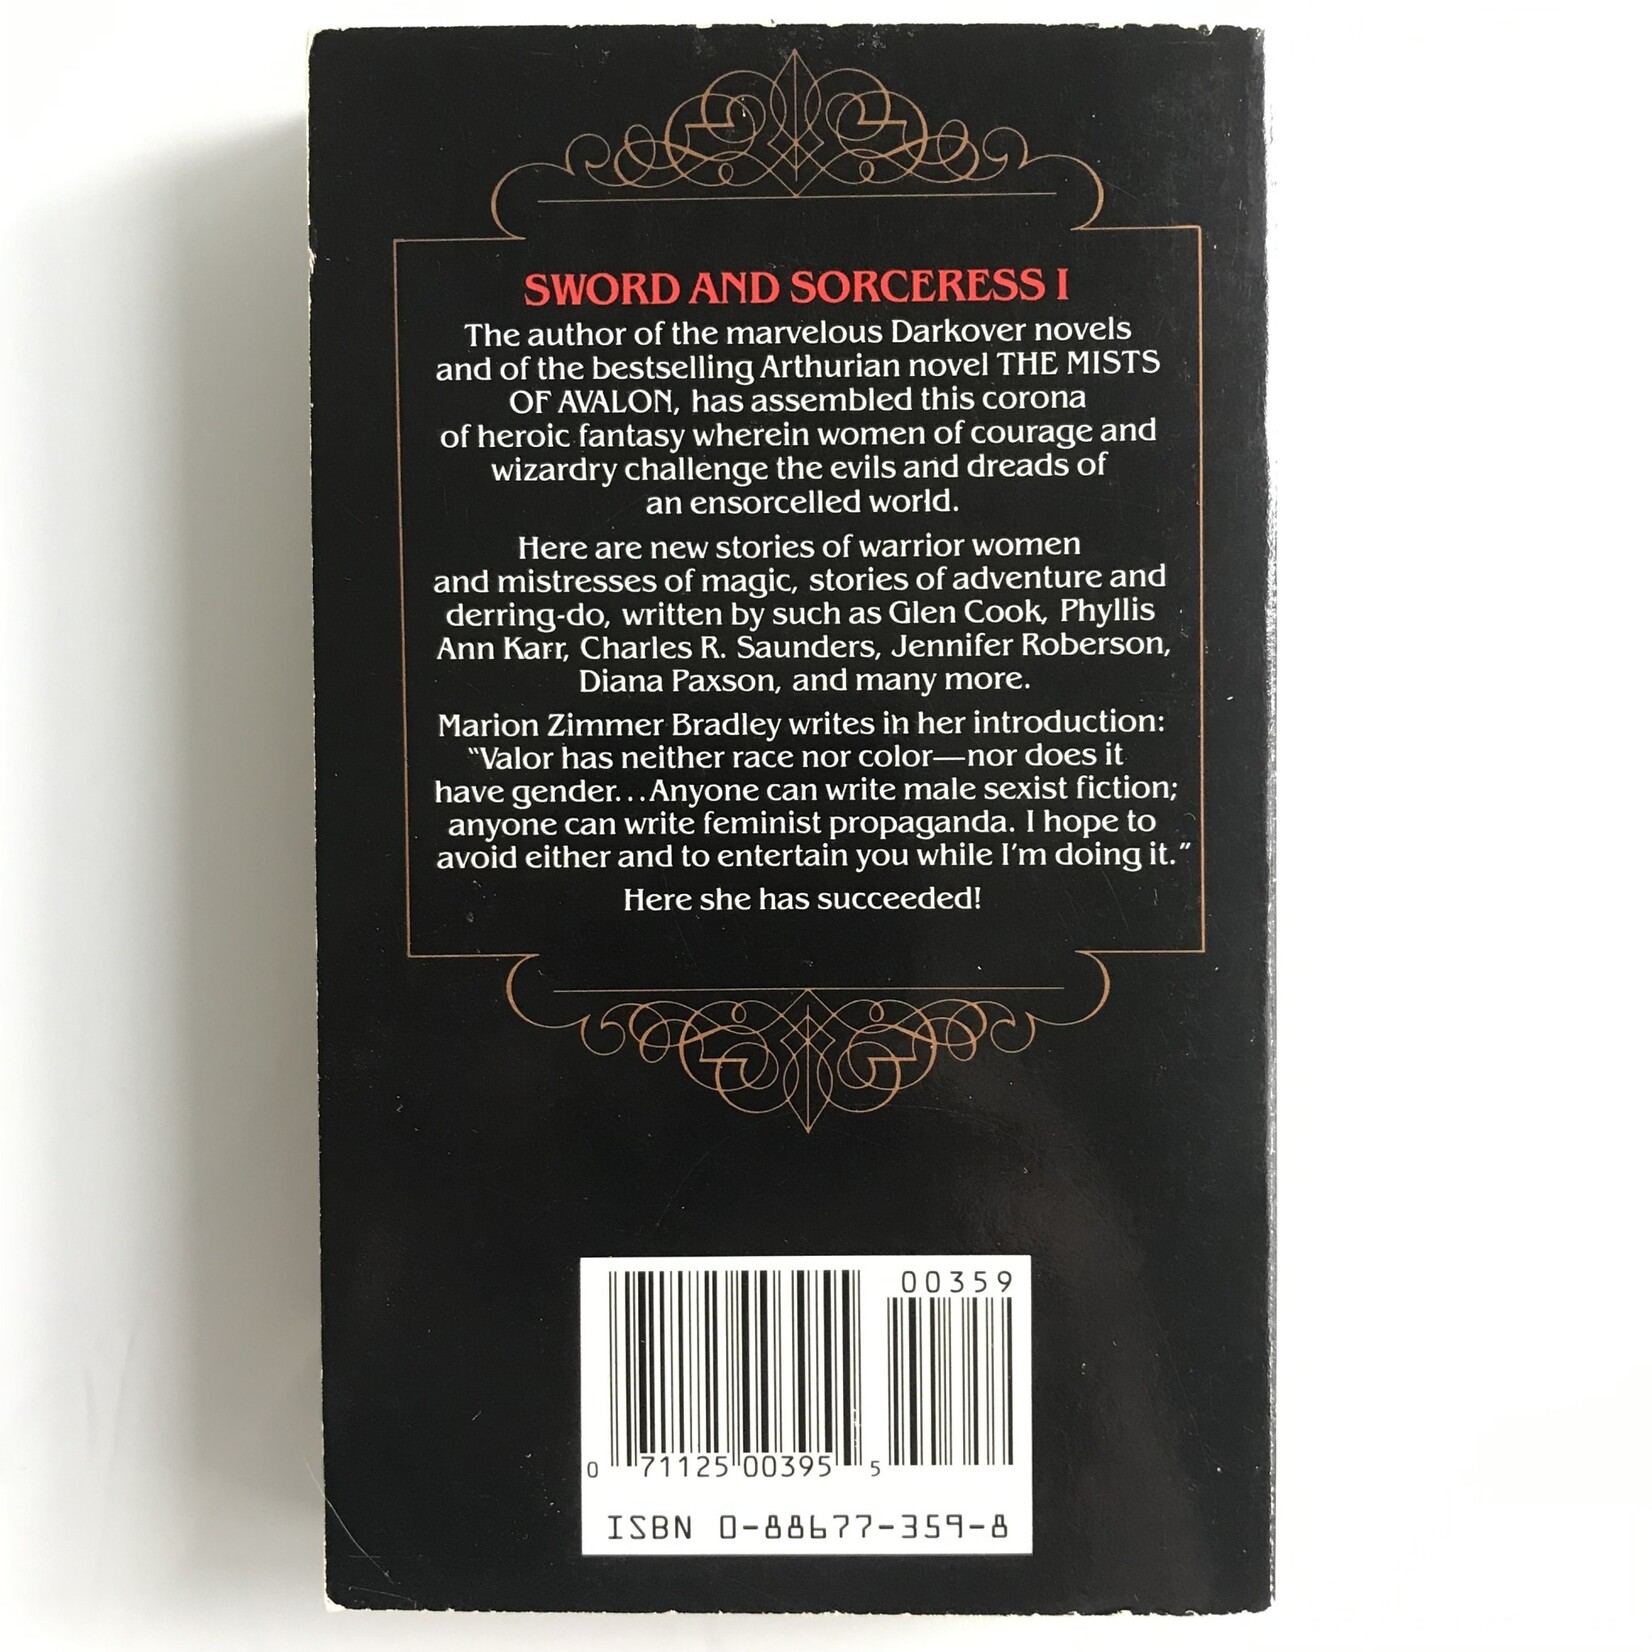 SWORD AND SORCERESS I
The author of the marvelous Darkover novels
and of the bestselling Arthurian novel THE MISTS
OF AVALON, has assembled this corona
of heroic fantasy wherein women of courage and
wizardry challenge the evils and dreads of
an ensorcelled world.
Here are new stories of warrior women
and mistresses of magic, stories of adventure and
derring-do, written by such as Glen Cook, Phyllis
Ann Karr, Charles R. Saunders, Jennifer Roberson,
Diana Paxson, and many more.
Marion Zimmer Bradley writes in her introduction:
“Valor has neither race nor color—nor does it
have gender...Anyone can write male sexist fiction;
anyone can write feminist propaganda. I hope to
avoid either and to entertain you while I'm doing it.”
Here she has succeeded!
00359
0 71125 00395 5
ISBN 0-88677-359-8